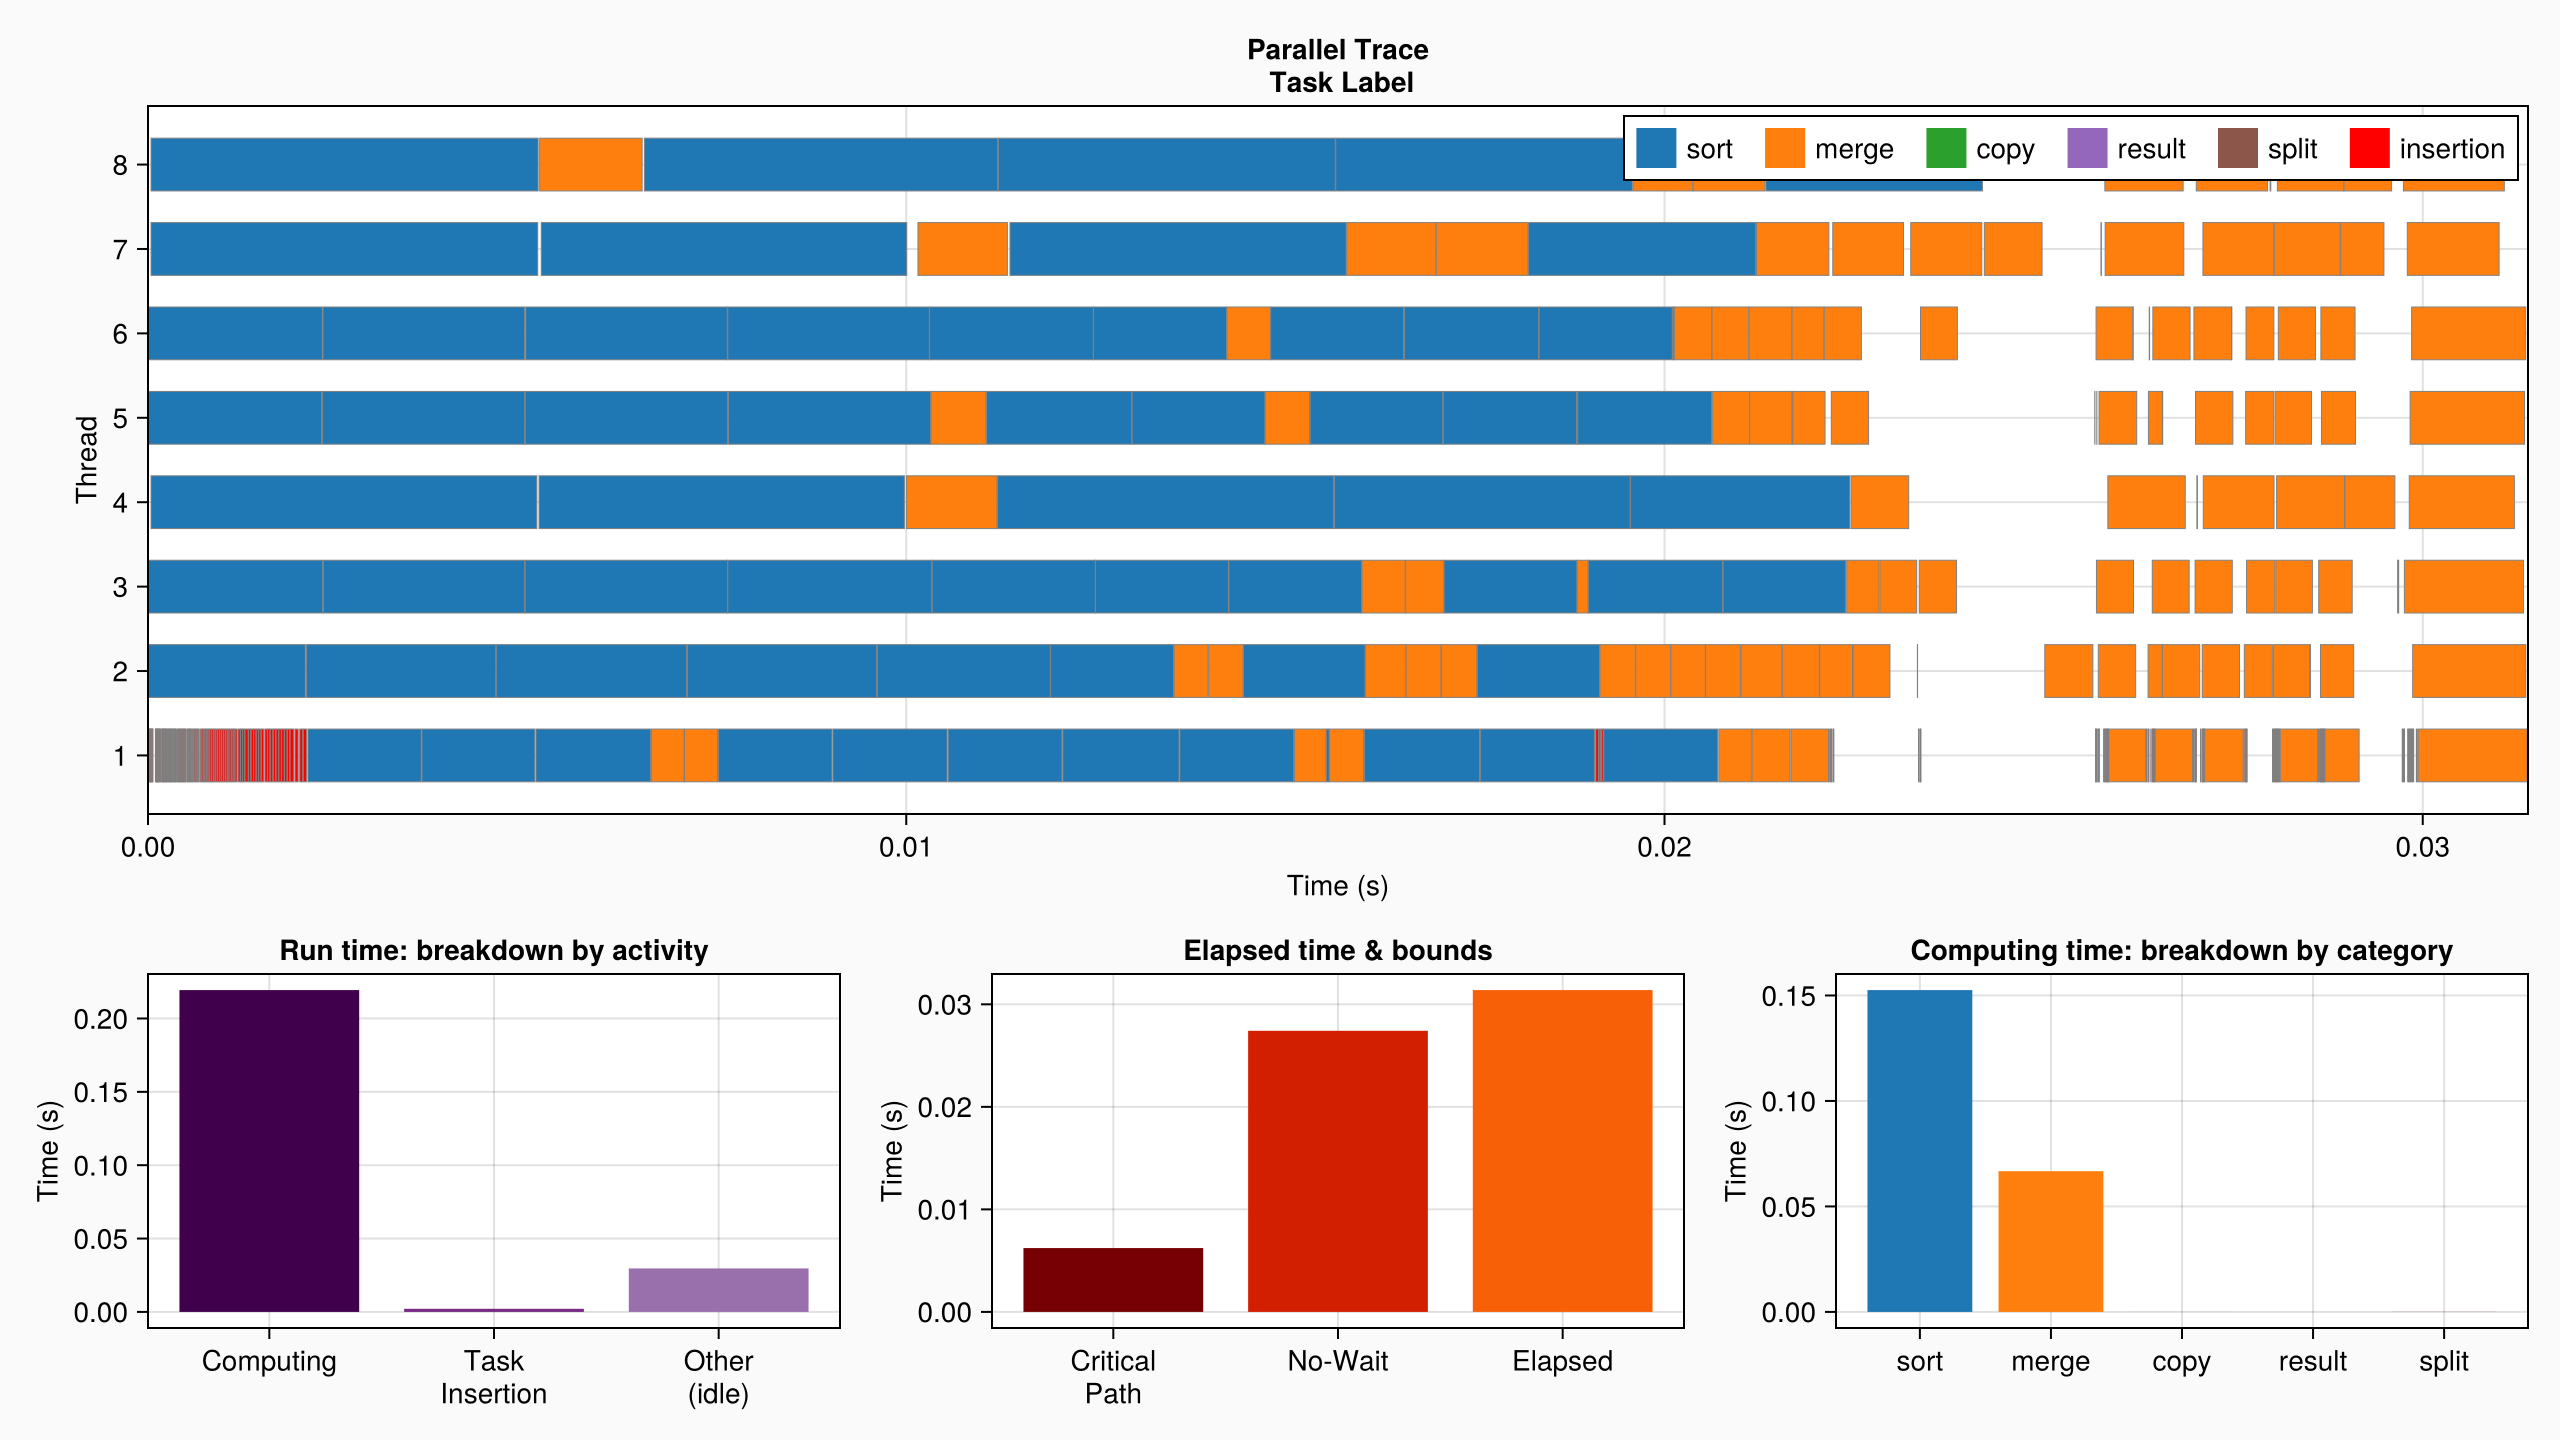 Parallel Trace
Task Label
sort merge copy result split insertion
8
7
6
5
4
3
2
1
Thread
0.00 0.01 0.02 0.03
Time (s)
Run time: breakdown by activity
0.20
0.15
0.10
0.05
0.00
Time (s)
Computing Task Insertion Other (idle)
Elapsed time & bounds
0.03
0.02
0.01
0.00
Time (s)
Critical Path No-Wait Elapsed
Computing time: breakdown by category
0.15
0.10
0.05
0.00
Time (s)
sort merge copy result split